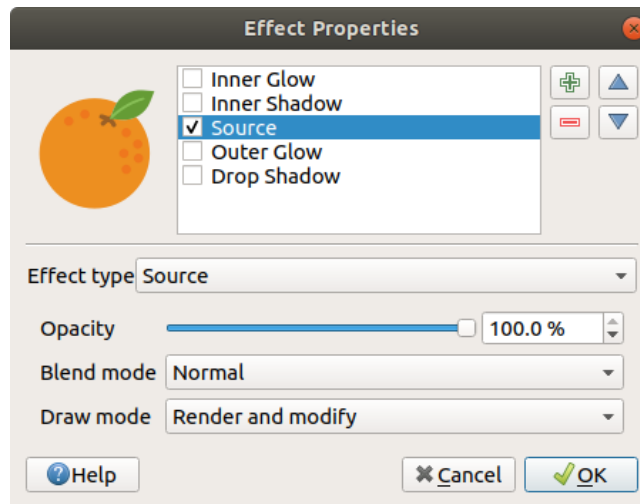 Effect Properties
Inner Glow
Inner Shadow
Source
Outer Glow
Drop Shadow
Effect type Source
Opacity 100.0 %
Blend mode Normal
Draw mode Render and modify
Help Cancel OK